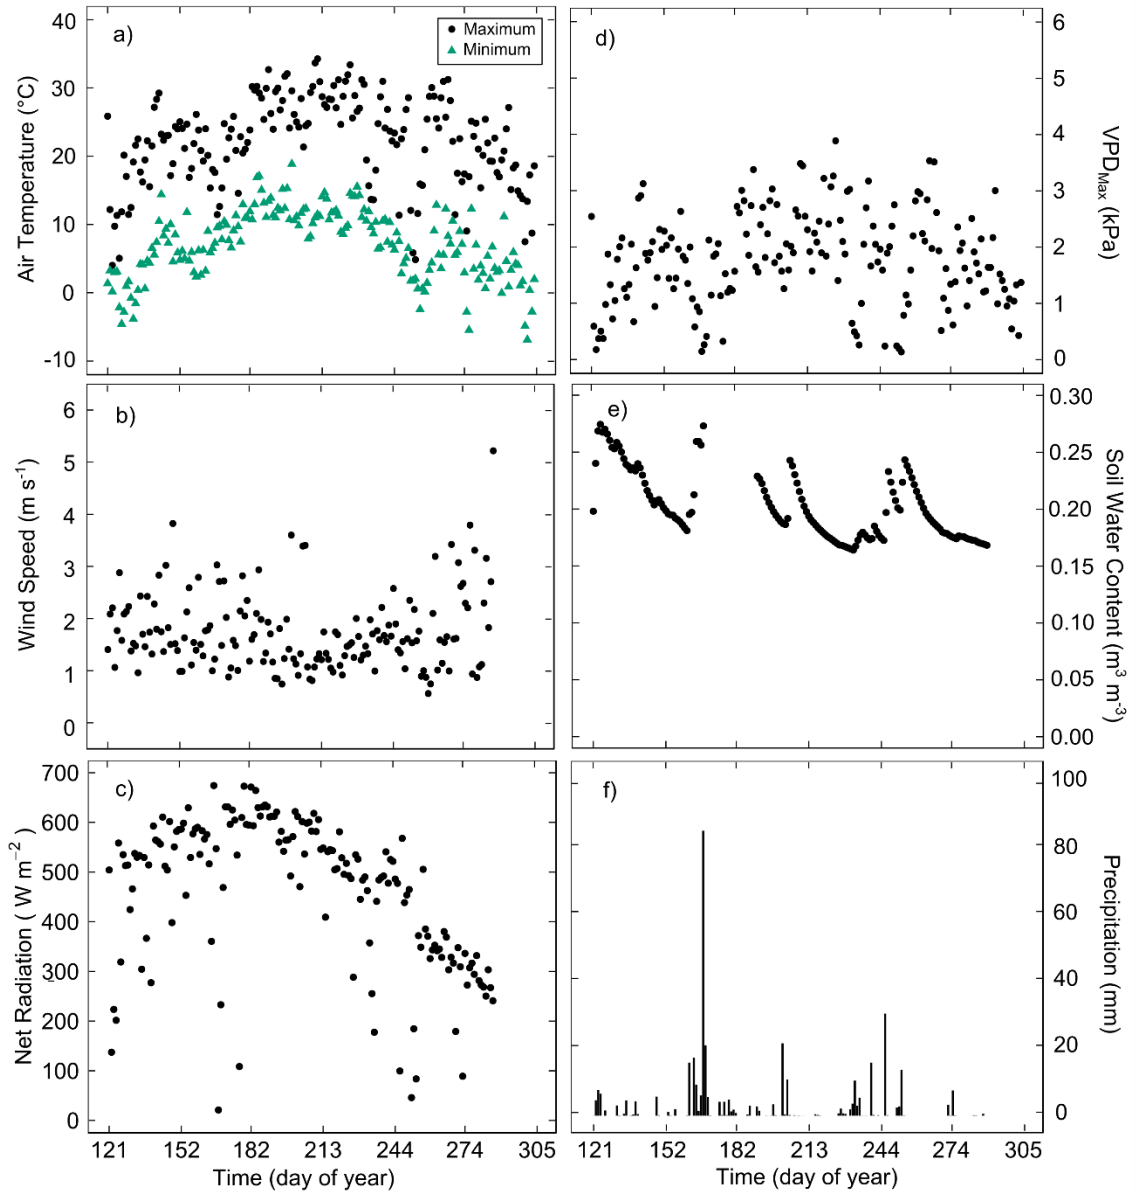 a)
Maximum
Minimum
40
30
20
10
0
-10
Air Temperature (°C)
d)
6
5
4
3
2
1
0
VPDMax (kPa)
b)
6
5
4
3
2
1
0
Wind Speed (m s-1)
e)
0.30
0.25
0.20
0.15
0.10
0.05
0.00
Soil Water Content (m3 m-3)
c)
700
600
500
400
300
200
100
0
Net Radiation ( W m−2 )
121 152 182 213 244 274 305
Time (day of year)
f)
100
80
60
40
20
0
Precipitation (mm)
121 152 182 213 244 274 305
Time (day of year)